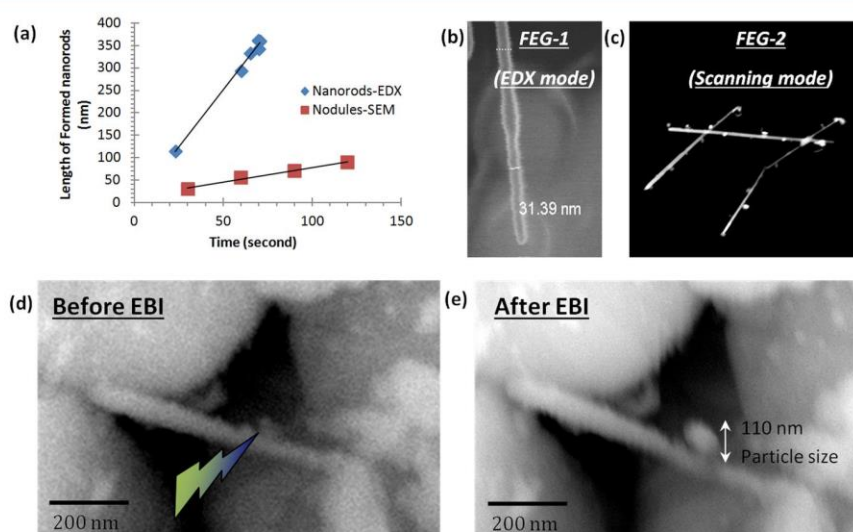 (a)
Length of Formed nanorods
(nm)
400
350
300
250
200
150
100
50
0
0
50
100
150
Time (second)
Nanorods-EDX
Nodules-SEM
(b)
FEG-1
(EDX mode)
31.39 nm
(c)
FEG-2
(Scanning mode)
(d)
Before EBI
200 nm
(e)
After EBI
110 nm
Particle size
200 nm